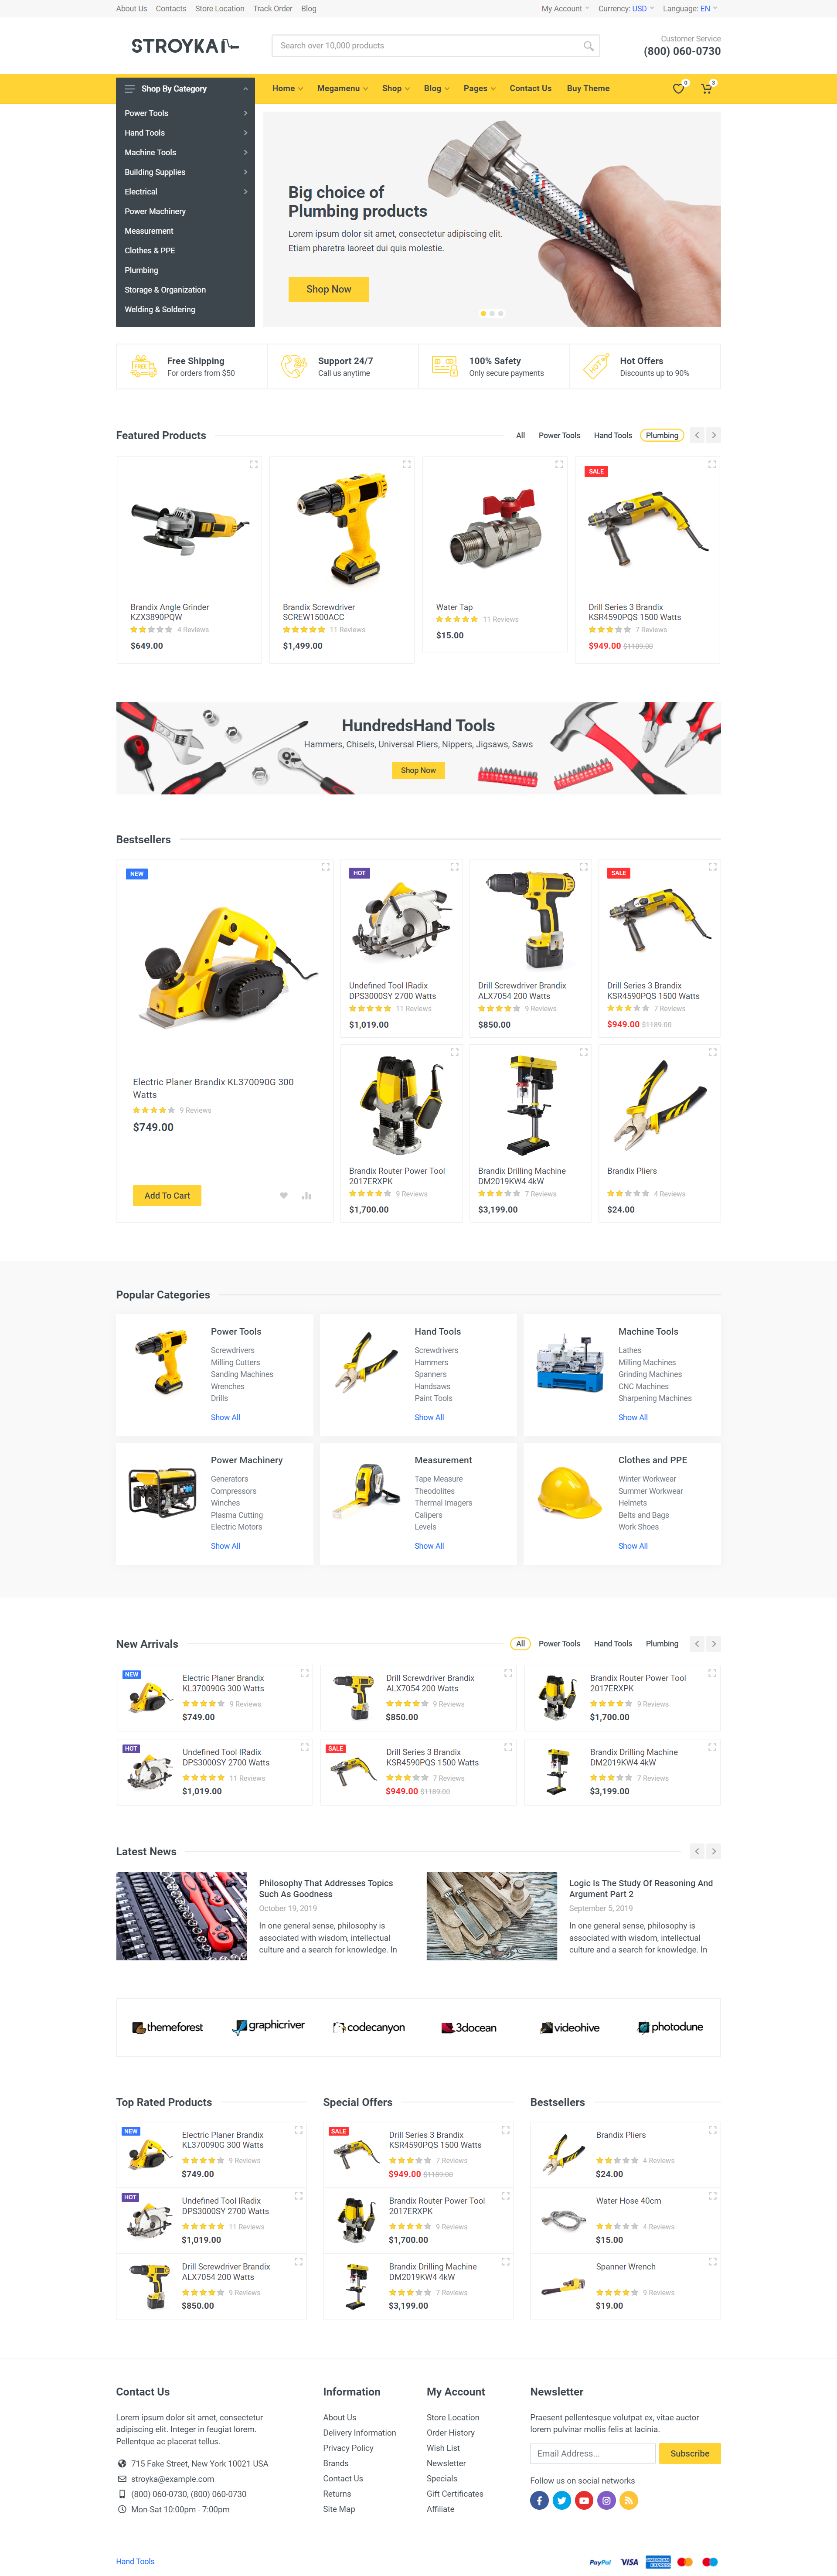 About Us Contacts Store Location Track Order Blog
My Account Currency: USD Language: EN
STROYKA
Search over 10,000 products
Customer Service
(800) 060-0730
Shop By Category
Home Megamenu Shop Blog Pages Contact Us Buy Theme
0 3
Power Tools
Hand Tools
Machine Tools
Building Supplies
Electrical
Power Machinery
Measurement
Clothes & PPE
Plumbing
Storage & Organization
Welding & Soldering
Big choice of
Plumbing products
Lorem ipsum dolor sit amet, consectetur adipiscing elit.
Etiam pharetra laoreet dui quis molestie.
Shop Now
FREE
Free Shipping
For orders from $50
Support 24/7
Call us anytime
100% Safety
Only secure payments
HOT
Hot Offers
Discounts up to 90%
Featured Products
All Power Tools Hand Tools Plumbing
Brandix Angle Grinder
KZX3890PQW
4 Reviews
$649.00
Brandix Screwdriver
SCREW1500ACC
11 Reviews
$1,499.00
Water Tap
11 Reviews
$15.00
SALE
Drill Series 3 Brandix
KSR4590PQS 1500 Watts
7 Reviews
$949.00 $1189.00
HundredsHand Tools
Hammers, Chisels, Universal Pliers, Nippers, Jigsaws, Saws
Shop Now
Bestsellers
NEW
Electric Planer Brandix KL370090G 300
Watts
9 Reviews
$749.00
Add To Cart
HOT
Undefined Tool IRadix
DPS3000SY 2700 Watts
11 Reviews
$1,019.00
Drill Screwdriver Brandix
ALX7054 200 Watts
9 Reviews
$850.00
SALE
Drill Series 3 Brandix
KSR4590PQS 1500 Watts
7 Reviews
$949.00 $1189.00
Brandix Router Power Tool
2017ERXPK
9 Reviews
$1,700.00
Brandix Drilling Machine
DM2019KW4 4kW
7 Reviews
$3,199.00
Brandix Pliers
4 Reviews
$24.00
Popular Categories
Power Tools
Screwdrivers
Milling Cutters
Sanding Machines
Wrenches
Drills
Show All
Hand Tools
Screwdrivers
Hammers
Spanners
Handsaws
Paint Tools
Show All
Machine Tools
Lathes
Milling Machines
Grinding Machines
CNC Machines
Sharpening Machines
Show All
Power Machinery
Generators
Compressors
Winches
Plasma Cutting
Electric Motors
Show All
Measurement
Tape Measure
Theodolites
Thermal Imagers
Calipers
Levels
Show All
Clothes and PPE
Winter Workwear
Summer Workwear
Helmets
Belts and Bags
Work Shoes
Show All
New Arrivals
All Power Tools Hand Tools Plumbing
NEW
Electric Planer Brandix
KL370090G 300 Watts
9 Reviews
$749.00
Drill Screwdriver Brandix
ALX7054 200 Watts
9 Reviews
$850.00
Brandix Router Power Tool
2017ERXPK
9 Reviews
$1,700.00
HOT
Undefined Tool IRadix
DPS3000SY 2700 Watts
11 Reviews
$1,019.00
SALE
Drill Series 3 Brandix
KSR4590PQS 1500 Watts
7 Reviews
$949.00 $1189.00
Brandix Drilling Machine
DM2019KW4 4kW
7 Reviews
$3,199.00
Latest News
Philosophy That Addresses Topics
Such As Goodness
October 19, 2019
In one general sense, philosophy is
associated with wisdom, intellectual
culture and a search for knowledge. In
Logic Is The Study Of Reasoning And
Argument Part 2
September 5, 2019
In one general sense, philosophy is
associated with wisdom, intellectual
culture and a search for knowledge. In
themeforest graphicriver codecanyon 3docean videohive photodune
Top Rated Products
NEW
Electric Planer Brandix
KL370090G 300 Watts
9 Reviews
$749.00
HOT
Undefined Tool IRadix
DPS3000SY 2700 Watts
11 Reviews
$1,019.00
Drill Screwdriver Brandix
ALX7054 200 Watts
9 Reviews
$850.00
Special Offers
SALE
Drill Series 3 Brandix
KSR4590PQS 1500 Watts
7 Reviews
$949.00 $1189.00
Brandix Router Power Tool
2017ERXPK
9 Reviews
$1,700.00
Brandix Drilling Machine
DM2019KW4 4kW
7 Reviews
$3,199.00
Bestsellers
Brandix Pliers
4 Reviews
$24.00
Water Hose 40cm
4 Reviews
$15.00
Spanner Wrench
9 Reviews
$19.00
Contact Us
Lorem ipsum dolor sit amet, consectetur
adipiscing elit. Integer in feugiat lorem.
Pellentque ac placerat tellus.
715 Fake Street, New York 10021 USA
stroyka@example.com
(800) 060-0730, (800) 060-0730
Mon-Sat 10:00pm - 7:00pm
Information
About Us
Delivery Information
Privacy Policy
Brands
Contact Us
Returns
Site Map
My Account
Store Location
Order History
Wish List
Newsletter
Specials
Gift Certificates
Affiliate
Newsletter
Praesent pellentesque volutpat ex, vitae auctor
lorem pulvinar mollis felis at lacinia.
Email Address...
Subscribe
Follow us on social networks
Hand Tools
PayPal VISA AMERICAN EXPRESS